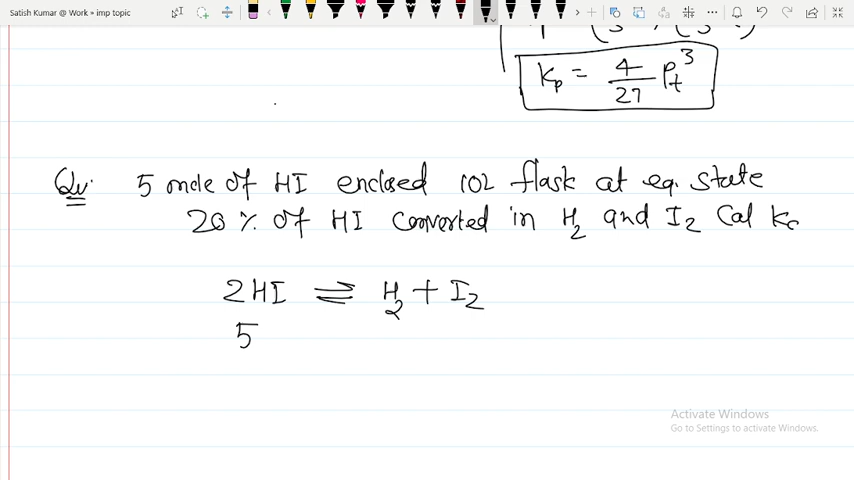 Satish Kumar @ Work » imp topic
Kp = 4/27 Pt³
Qu. 5 mole of HI enclosed 10L flask at eq. state
20 % of HI converted in H₂ and I₂ Cal Kc
2HI ⇌ H₂ + I₂
5
Activate Windows
Go to Settings to activate Windows.